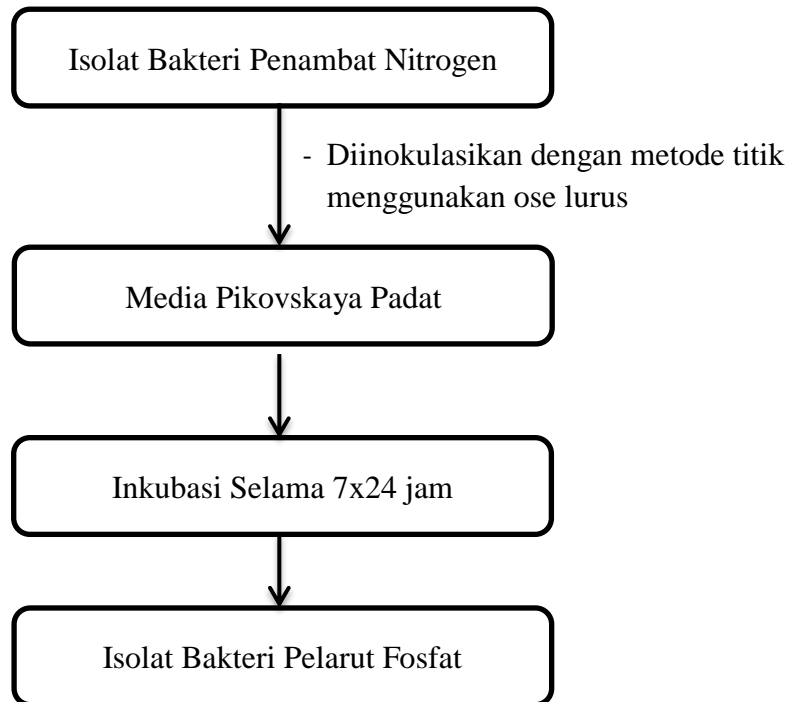 Isolat Bakteri Penambat Nitrogen
- Diinokulasikan dengan metode titik
menggunakan ose lurus
Media Pikovskaya Padat
Inkubasi Selama 7x24 jam
Isolat Bakteri Pelarut Fosfat